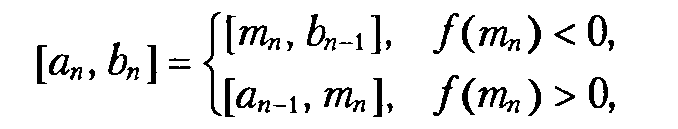 [a_n, b_n] = { [m_n, b_{n-1}], f(m_n) < 0,
[a_{n-1}, m_n], f(m_n) > 0,